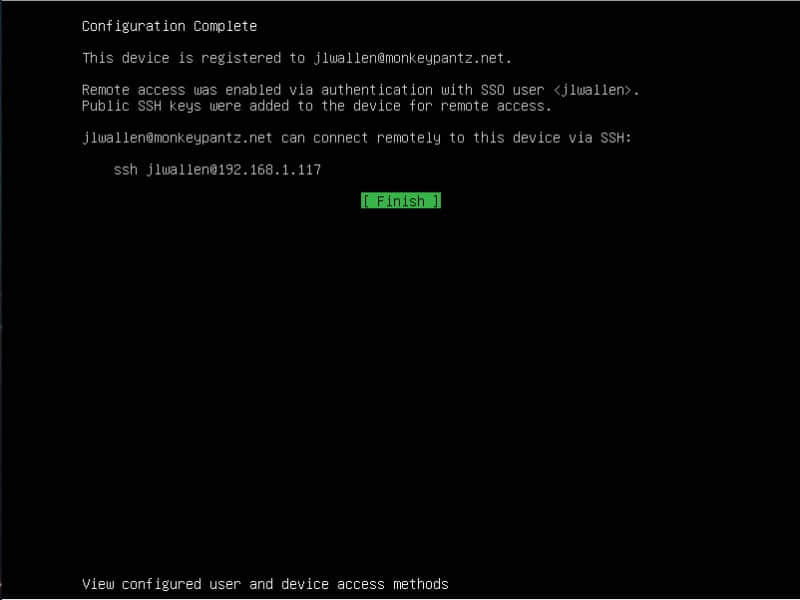 Configuration Complete
This device is registered to jlwallen@monkeypantz.net.
Remote access was enabled via authentication with SSO user <jlwallen>.
Public SSH keys were added to the device for remote access.
jlwallen@monkeypantz.net can connect remotely to this device via SSH:
ssh jlwallen@192.168.1.117
[ Finish ]
View configured user and device access methods